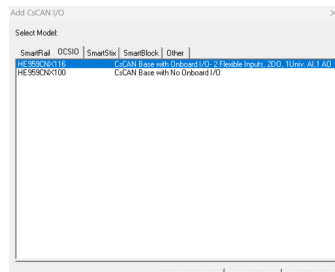 Add CsCAN I/O
Select Model:
SmartRail OCSIO SmartStix SmartBlock Other
HE959CNX116 CsCAN Base with Onboard I/O- 2 Flexible Inputs, 2DO, 1Univ. AI,1 AO
HE959CNX100 CsCAN Base with No Onboard I/O